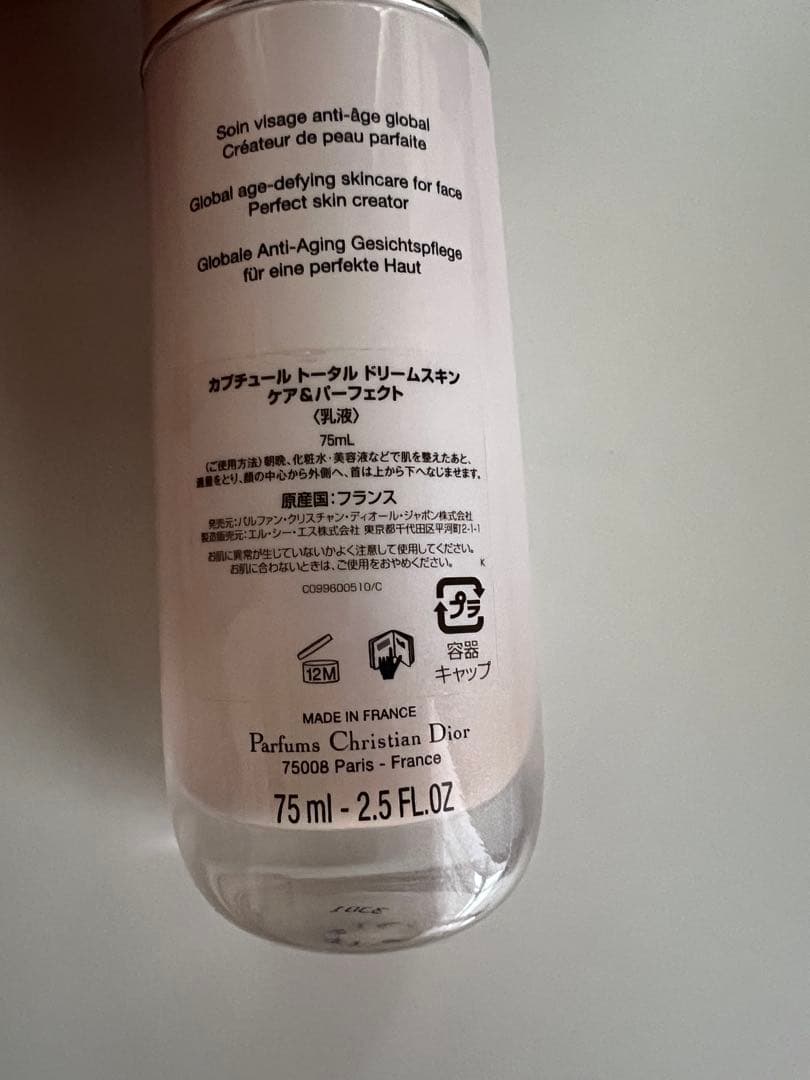 Soin visage anti-âge global
Créateur de peau parfaite
Global age-defying skincare for face
Perfect skin creator
Globale Anti-Aging Gesichtspflege
für eine perfekte Haut
カプチュール トータル ドリームスキン
ケア&パーフェクト
〈乳液〉
75mL
〈ご使用方法〉朝晩、化粧水・美容液などで肌を整えたあと、
適量をとり、顔の中心から外側へ、首は上から下へなじませます。
原産国:フランス
発売元:パルファン・クリスチャン・ディオール・ジャポン株式会社
製造販売元:エル・シー・エス株式会社 東京都千代田区平河町2-1-1
お肌に異常が生じていないかよく注意して使用してください。
お肌に合わないときは、ご使用をおやめください。 K
C099600510/C
プラ
12M
容器
キャップ
MADE IN FRANCE
Parfums Christian Dior
75008 Paris - France
75 ml - 2.5 FL.OZ